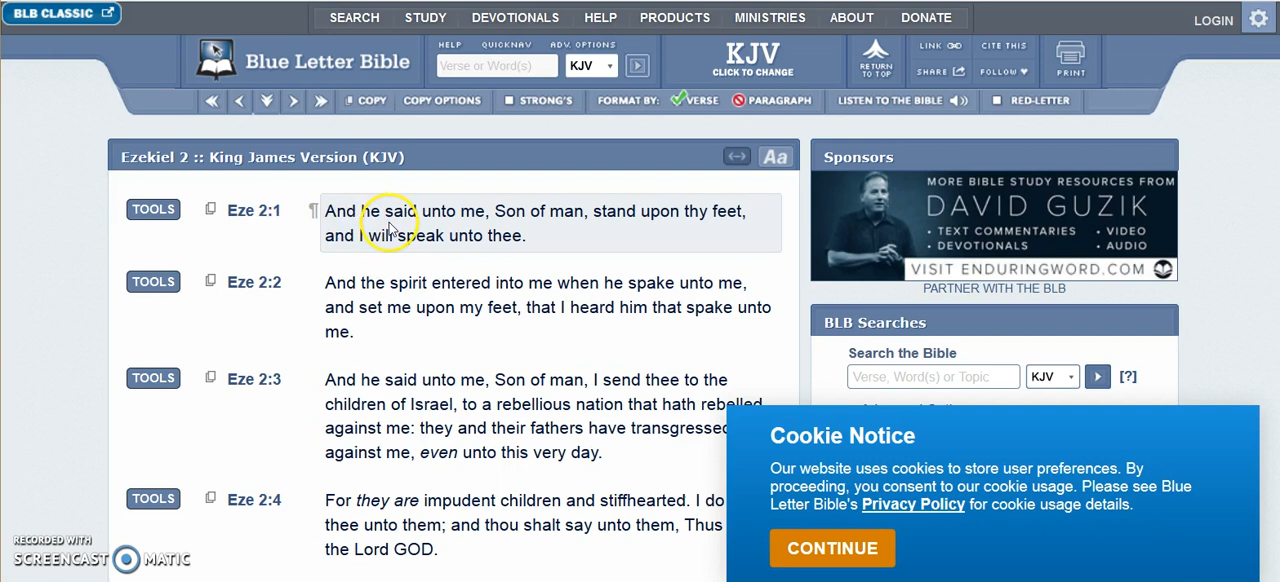 BLB CLASSIC
SEARCH STUDY DEVOTIONALS HELP PRODUCTS MINISTRIES ABOUT DONATE
LOGIN
Blue Letter Bible
HELP QUICKNAV ADV. OPTIONS
Verse or Word(s) KJV
KJV
CLICK TO CHANGE
RETURN
TO TOP
LINK CITE THIS
SHARE FOLLOW
PRINT
COPY COPY OPTIONS STRONG'S FORMAT BY: VERSE PARAGRAPH LISTEN TO THE BIBLE RED-LETTER
Ezekiel 2 :: King James Version (KJV)
Aa
TOOLS Eze 2:1 ¶ And he said unto me, Son of man, stand upon thy feet,
and I will speak unto thee.
TOOLS Eze 2:2 And the spirit entered into me when he spake unto me,
and set me upon my feet, that I heard him that spake unto
me.
TOOLS Eze 2:3 And he said unto me, Son of man, I send thee to the
children of Israel, to a rebellious nation that hath rebelled
against me: they and their fathers have transgressed
against me, even unto this very day.
TOOLS Eze 2:4 For they are impudent children and stiffhearted. I do
thee unto them; and thou shalt say unto them, Thus
the Lord GOD.
Sponsors
MORE BIBLE STUDY RESOURCES FROM
DAVID GUZIK
• TEXT COMMENTARIES • VIDEO
• DEVOTIONALS • AUDIO
VISIT ENDURINGWORD.COM
PARTNER WITH THE BLB
BLB Searches
Search the Bible
Verse, Word(s) or Topic KJV [?]
Cookie Notice
Our website uses cookies to store user preferences. By
proceeding, you consent to our cookie usage. Please see Blue
Letter Bible's Privacy Policy for cookie usage details.
CONTINUE
RECORDED WITH
SCREENCAST MATIC